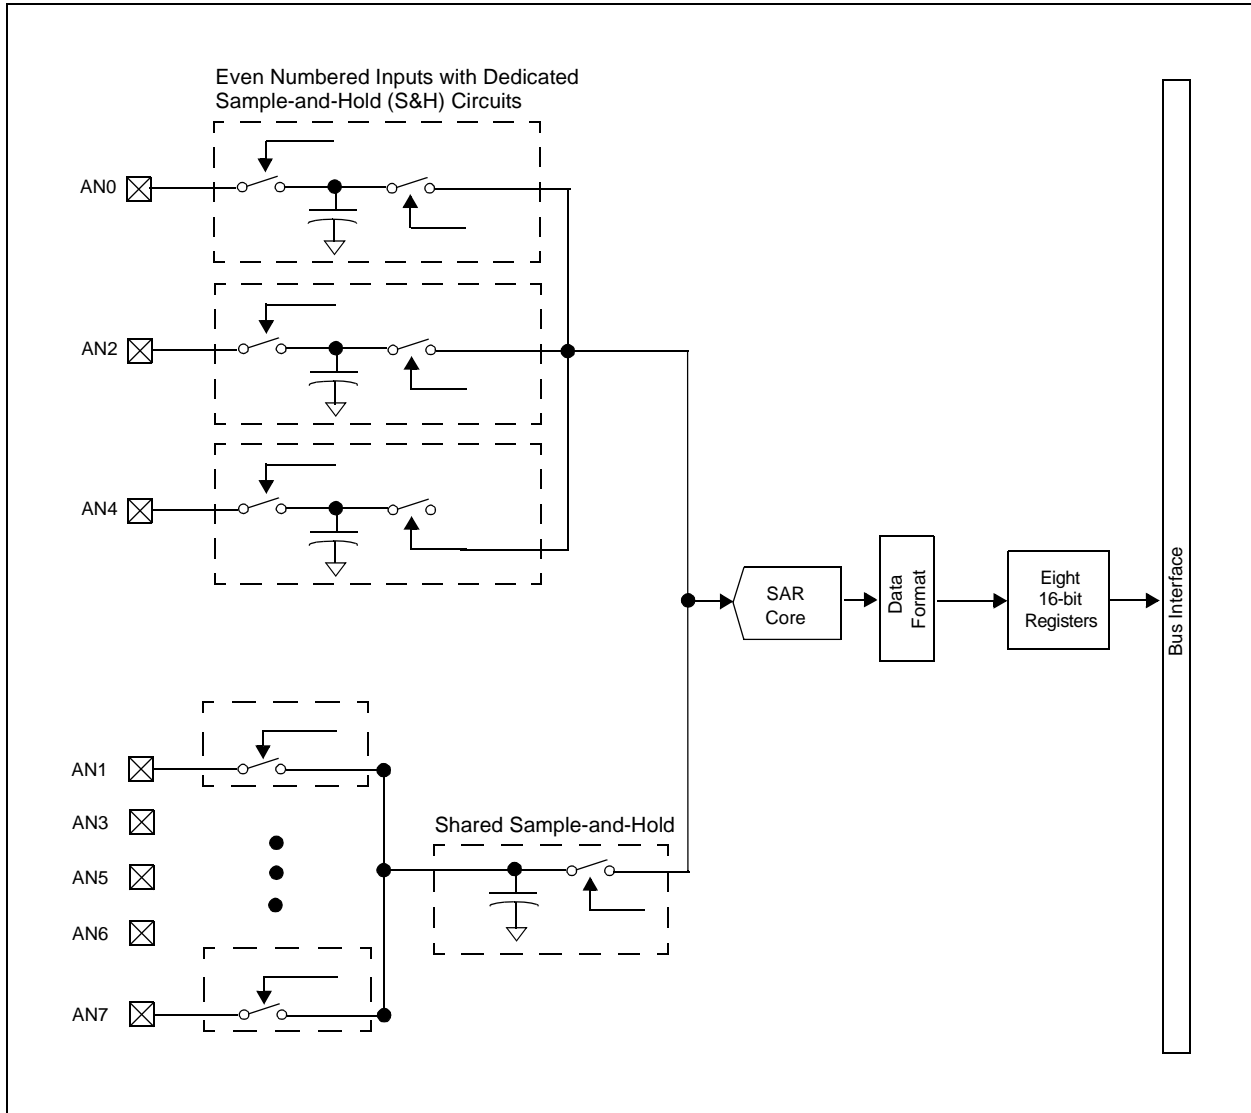 Even Numbered Inputs with Dedicated
Sample-and-Hold (S&H) Circuits
AN0
AN2
AN4
SAR
Core
Data
Format
Eight
16-bit
Registers
Bus Interface
AN1
AN3
Shared Sample-and-Hold
AN5
AN6
AN7